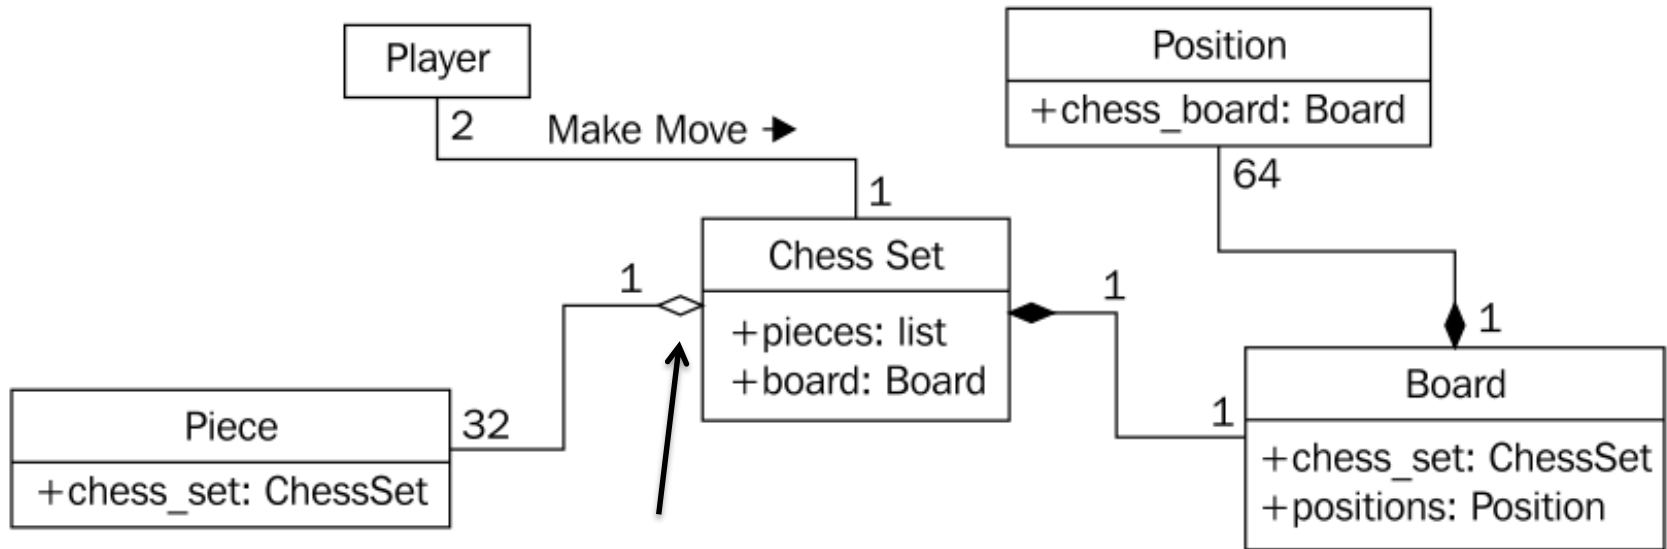 Player
2
Make Move
1
Position
+chess_board: Board
64
Chess Set
+pieces: list
+board: Board
1
1
1
1
Board
+chess_set: ChessSet
+positions: Position
Piece
+chess_set: ChessSet
32